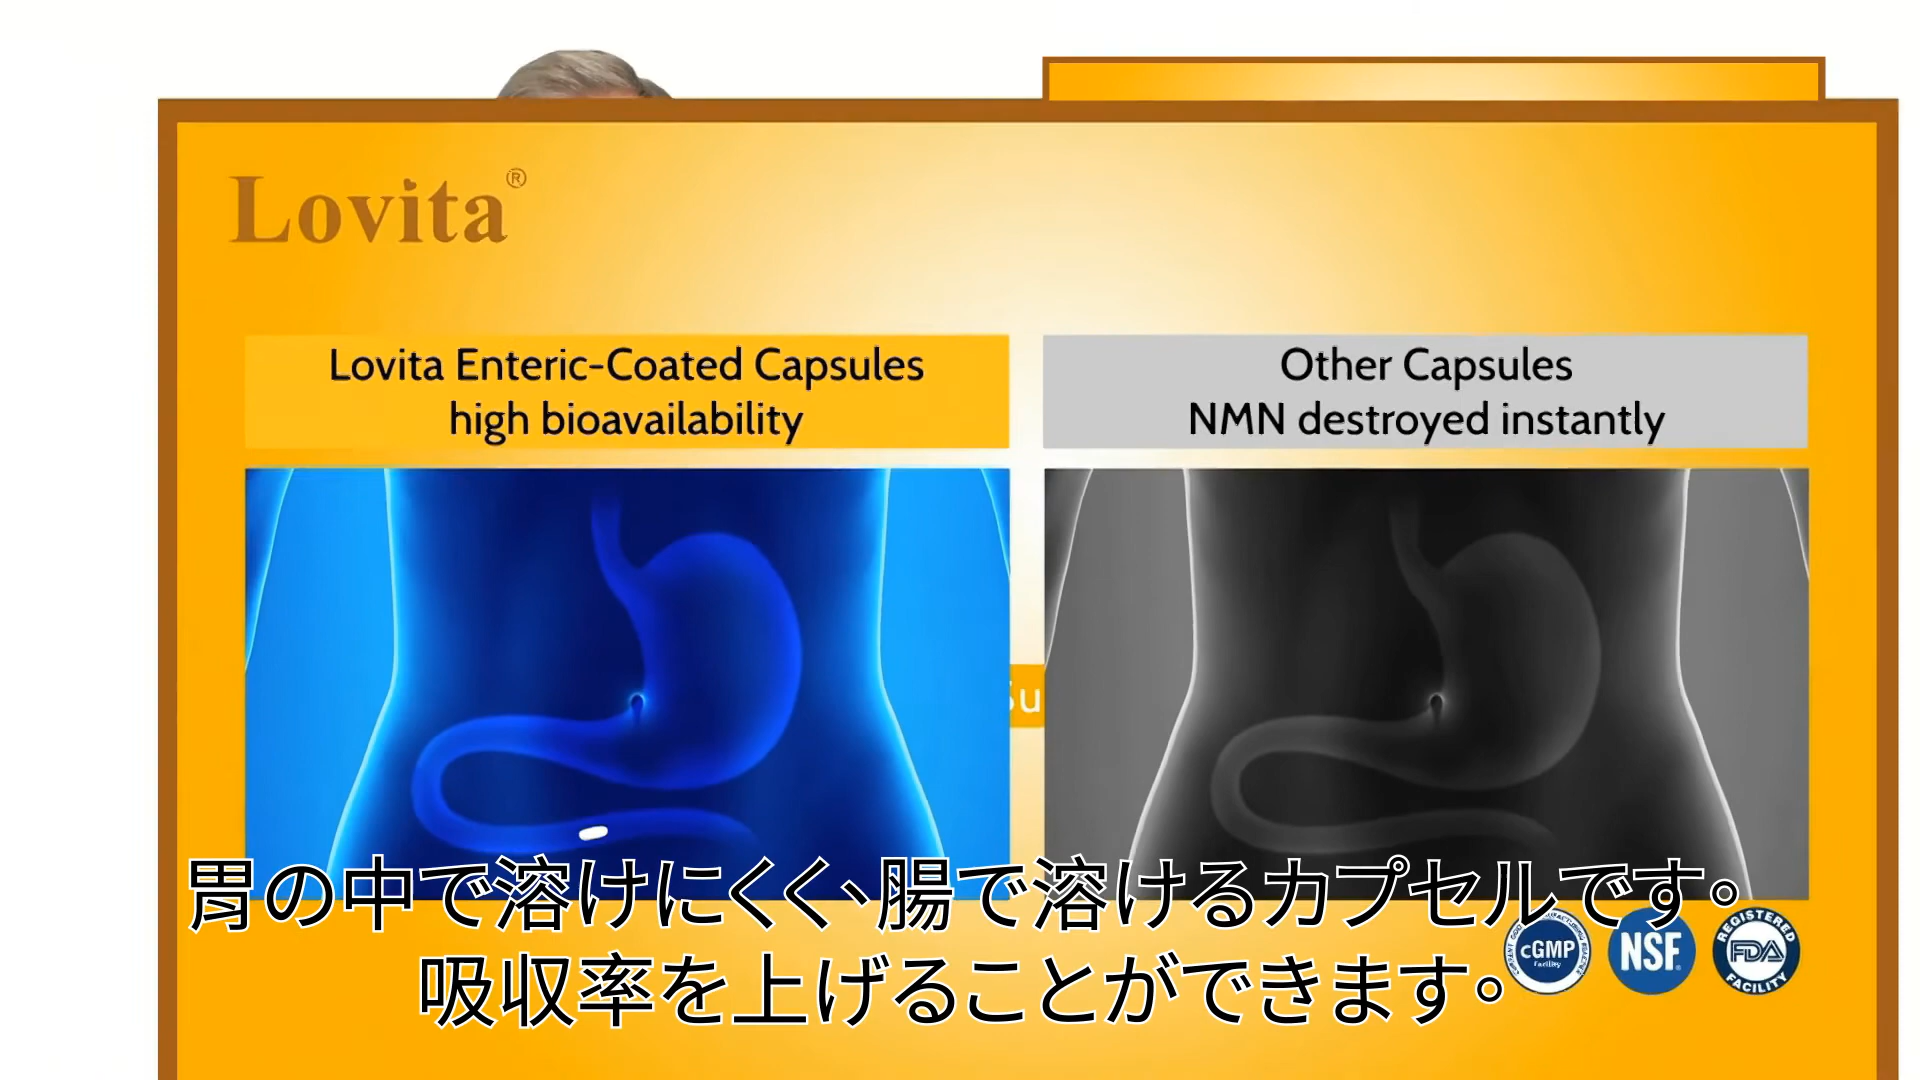 Lovita®
Lovita Enteric-Coated Capsules
high bioavailability
Other Capsules
NMN destroyed instantly
Su
胃の中で溶けにくく、腸で溶けるカプセルです。
吸収率を上げることができます。
cGMP
Facility
NSF®
REGISTERED
FDA
FACILITY